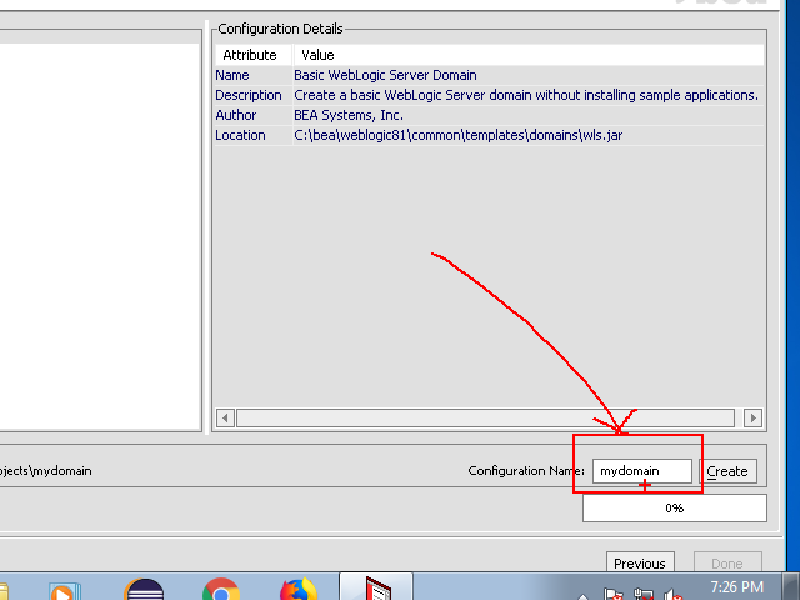 Configuration Details
Attribute Value
Name Basic WebLogic Server Domain
Description Create a basic WebLogic Server domain without installing sample applications.
Author BEA Systems, Inc.
Location C:\bea\weblogic81\common\templates\domains\wls.jar
ojects\mydomain Configuration Name: mydomain Create
0%
Previous Done
7:26 PM